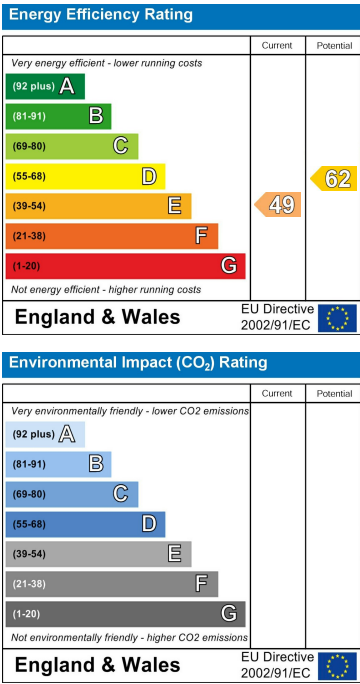 Energy Efficiency Rating
Current Potential
Very energy efficient - lower running costs
(92 plus) A
(81-91) B
(69-80) C
(55-68) D
62
(39-54) E
49
(21-38) F
(1-20) G
Not energy efficient - higher running costs
England & Wales
EU Directive
2002/91/EC
Environmental Impact (CO₂) Rating
Current Potential
Very environmentally friendly - lower CO2 emissions
(92 plus) A
(81-91) B
(69-80) C
(55-68) D
(39-54) E
(21-38) F
(1-20) G
Not environmentally friendly - higher CO2 emissions
England & Wales
EU Directive
2002/91/EC